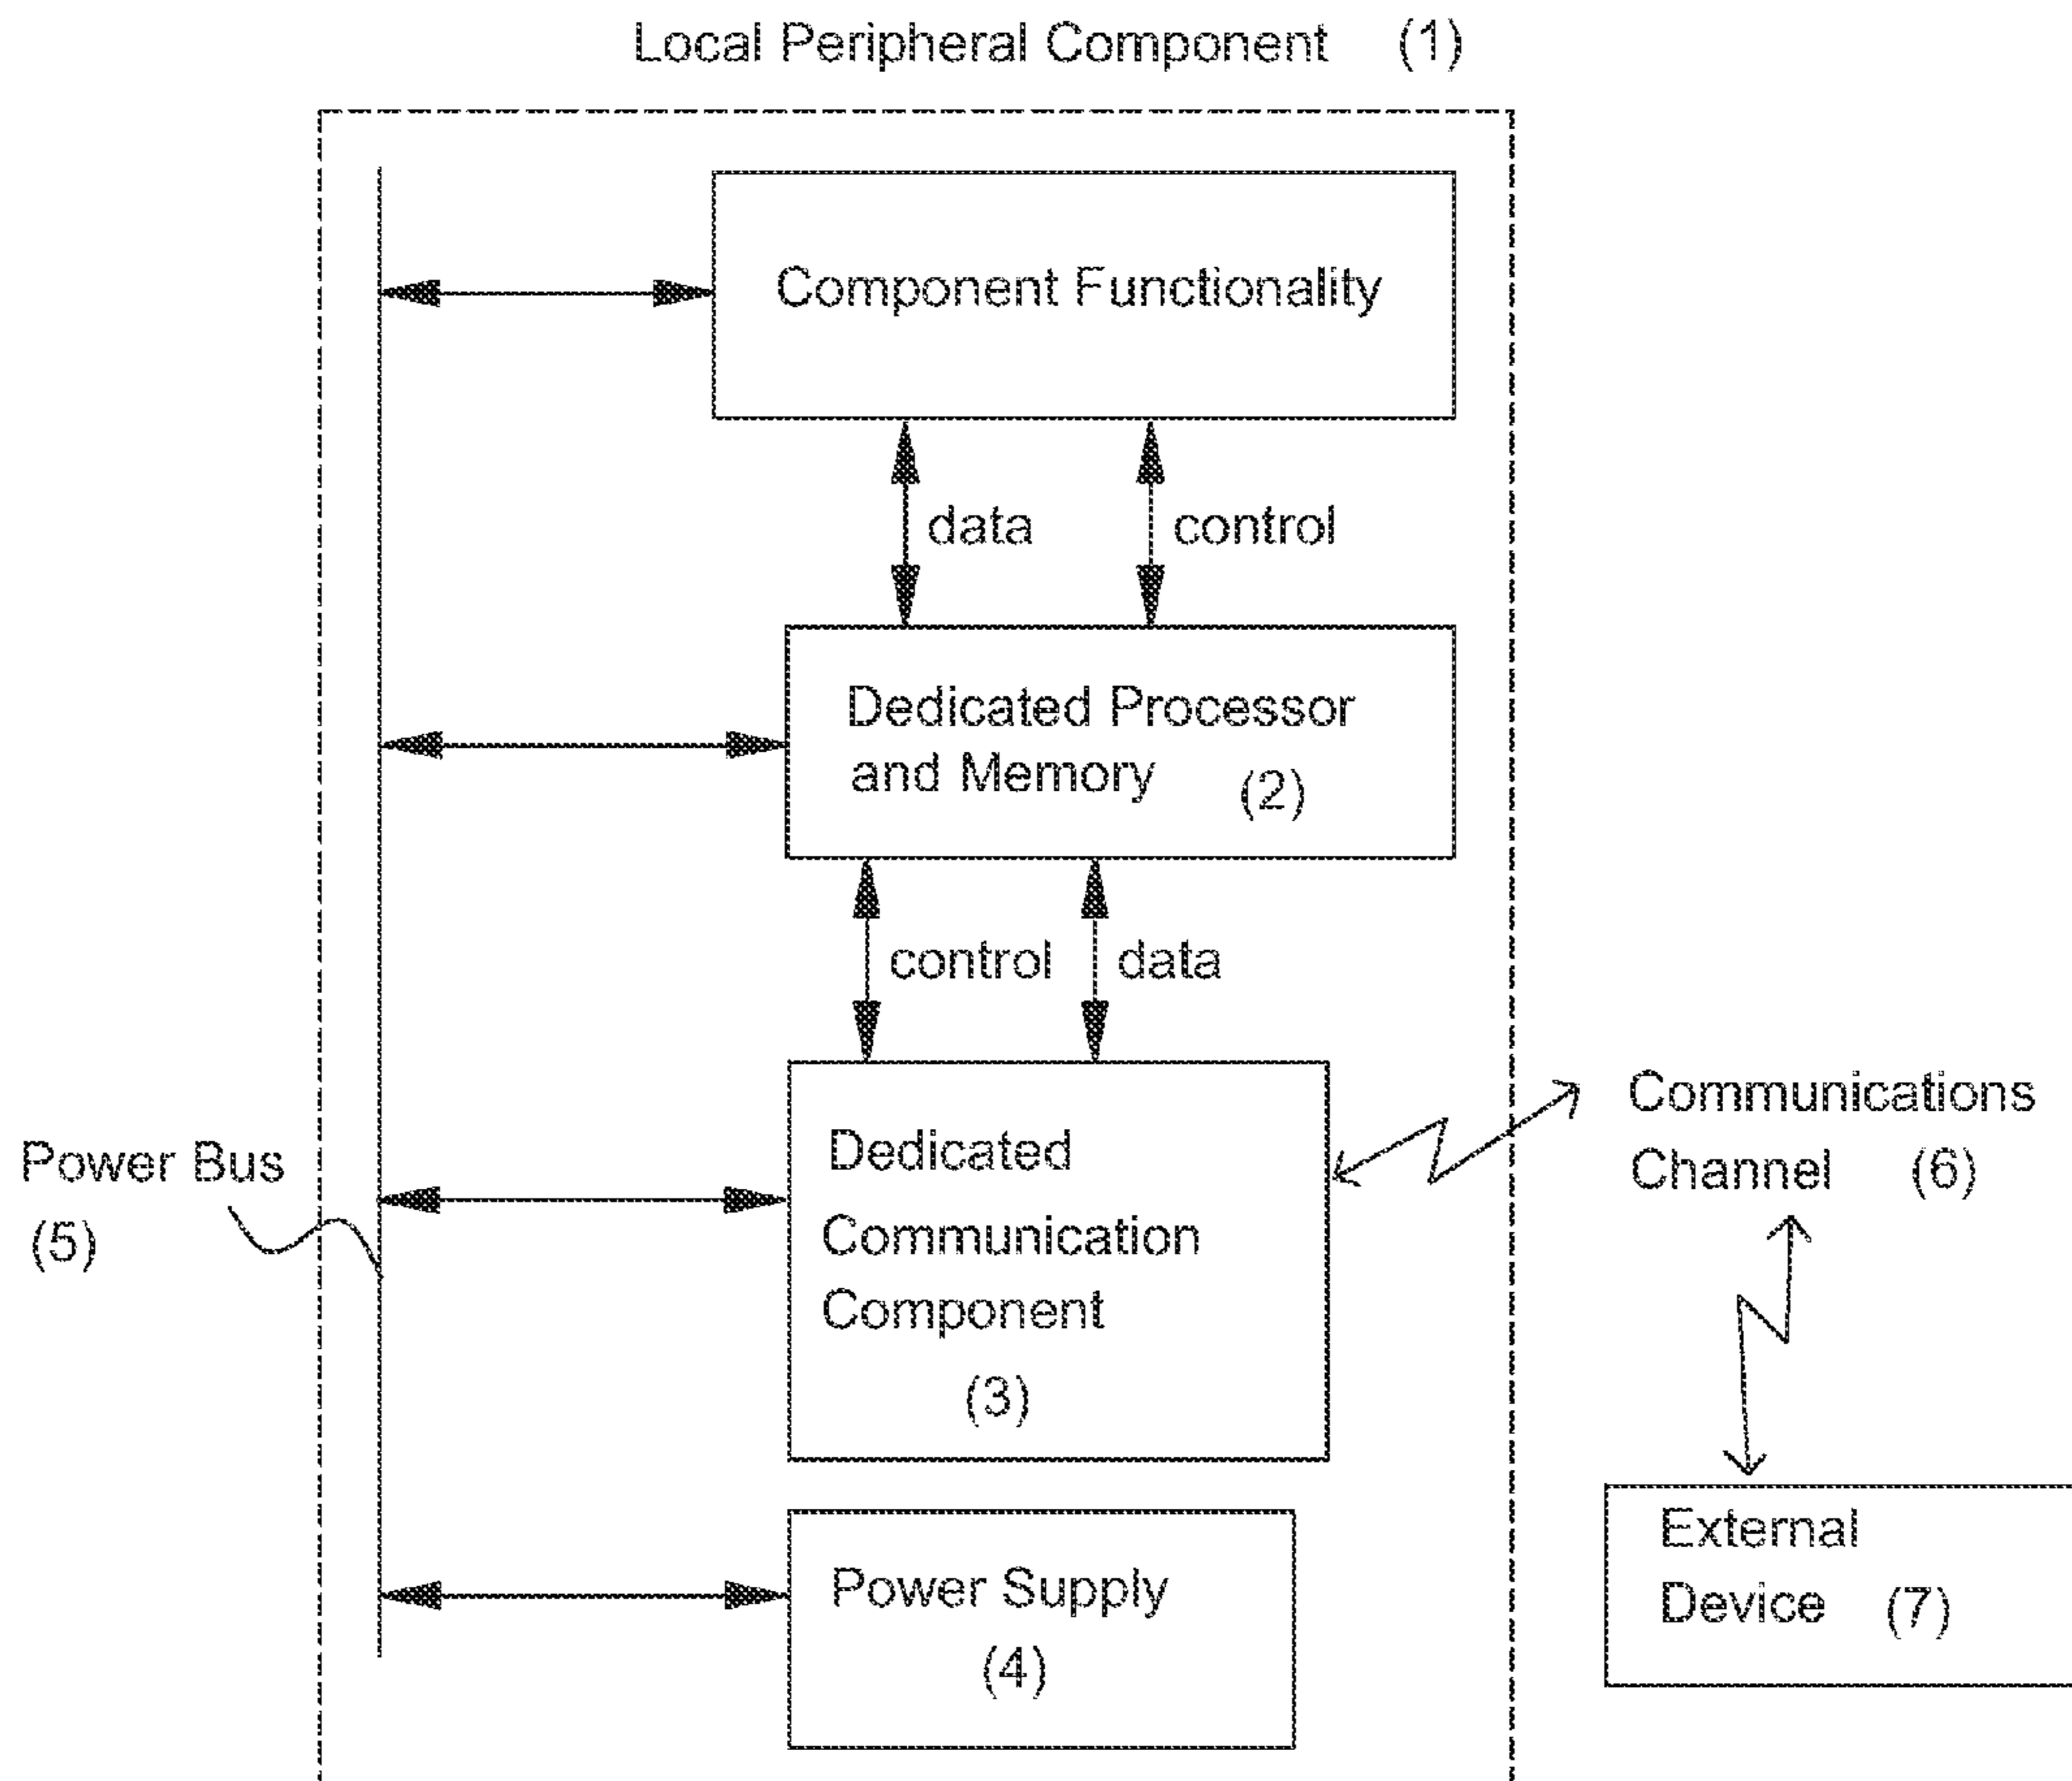 Local Peripheral Component (1)
Component Functionality
data control
Dedicated Processor
and Memory (2)
control data
Dedicated
Communication
Component
(3)
Power Bus
(5)
Communications
Channel (6)
Power Supply
(4)
External
Device (7)